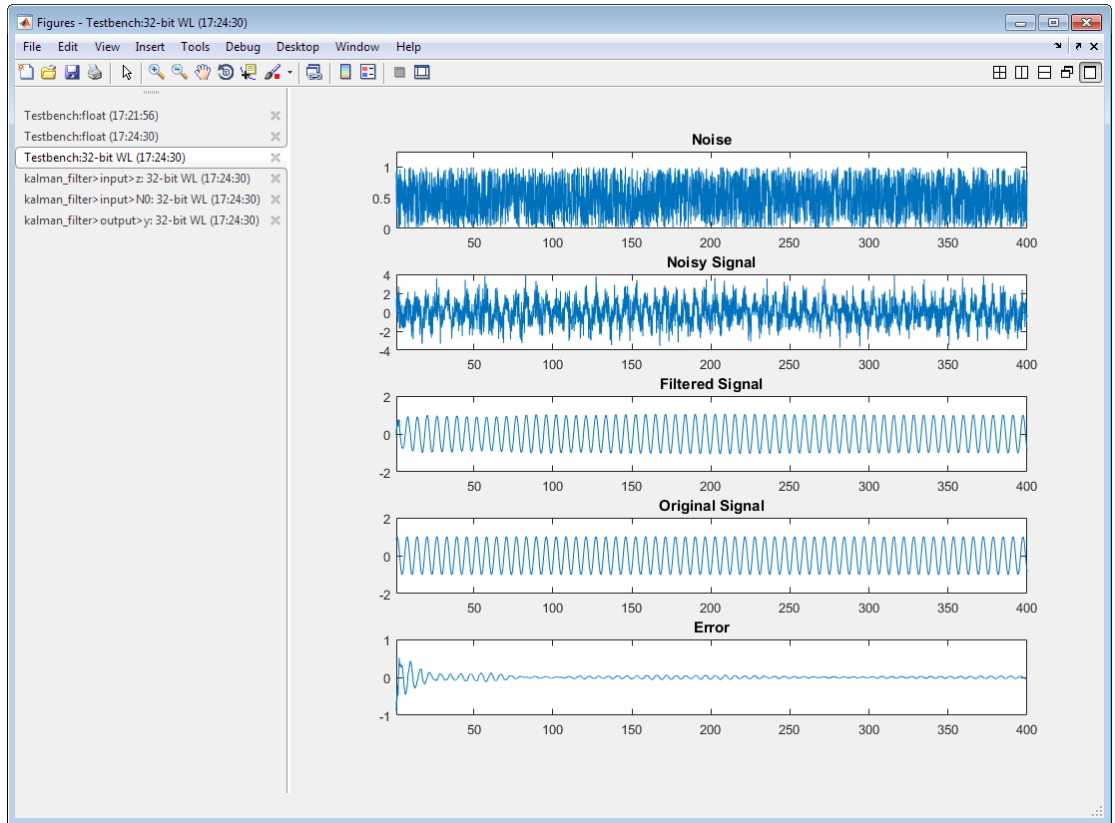 Figures - Testbench:32-bit WL (17:24:30)
File Edit View Insert Tools Debug Desktop Window Help
Testbench:float (17:21:56)
Testbench:float (17:24:30)
Testbench:32-bit WL (17:24:30)
kalman_filter>input>z: 32-bit WL (17:24:30)
kalman_filter>input>N0: 32-bit WL (17:24:30)
kalman_filter>output>y: 32-bit WL (17:24:30)
Noise
1
0.5
0
50 100 150 200 250 300 350 400
Noisy Signal
4
2
0
-2
-4
50 100 150 200 250 300 350 400
Filtered Signal
2
0
-2
50 100 150 200 250 300 350 400
Original Signal
2
0
-2
50 100 150 200 250 300 350 400
Error
1
0
-1
50 100 150 200 250 300 350 400